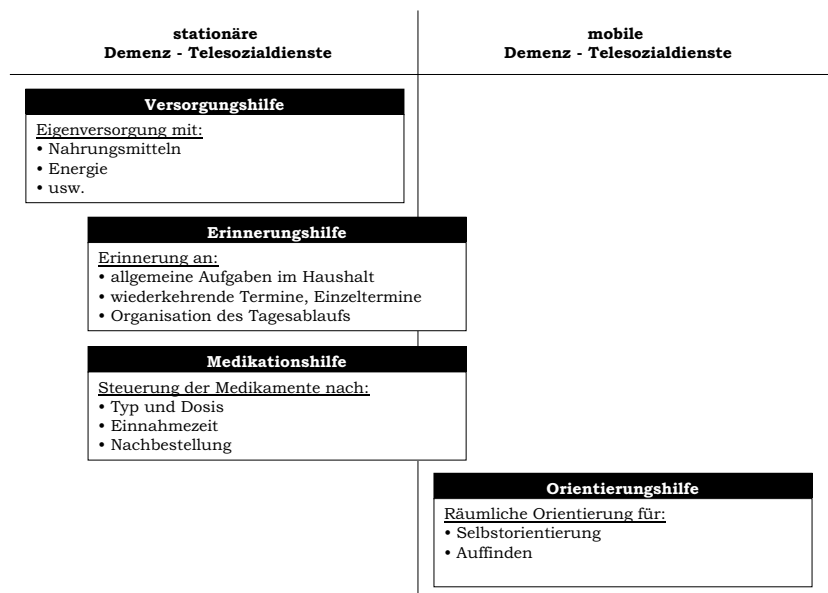 stationäre
Demenz - Telesozialdienste
mobile
Demenz - Telesozialdienste
Versorgungshilfe
Eigenversorgung mit:
• Nahrungsmitteln
• Energie
• usw.
Erinnerungshilfe
Erinnerung an:
• allgemeine Aufgaben im Haushalt
• wiederkehrende Termine, Einzeltermine
• Organisation des Tagesablaufs
Medikationshilfe
Steuerung der Medikamente nach:
• Typ und Dosis
• Einnahmezeit
• Nachbestellung
Orientierungshilfe
Räumliche Orientierung für:
• Selbstorientierung
• Auffinden